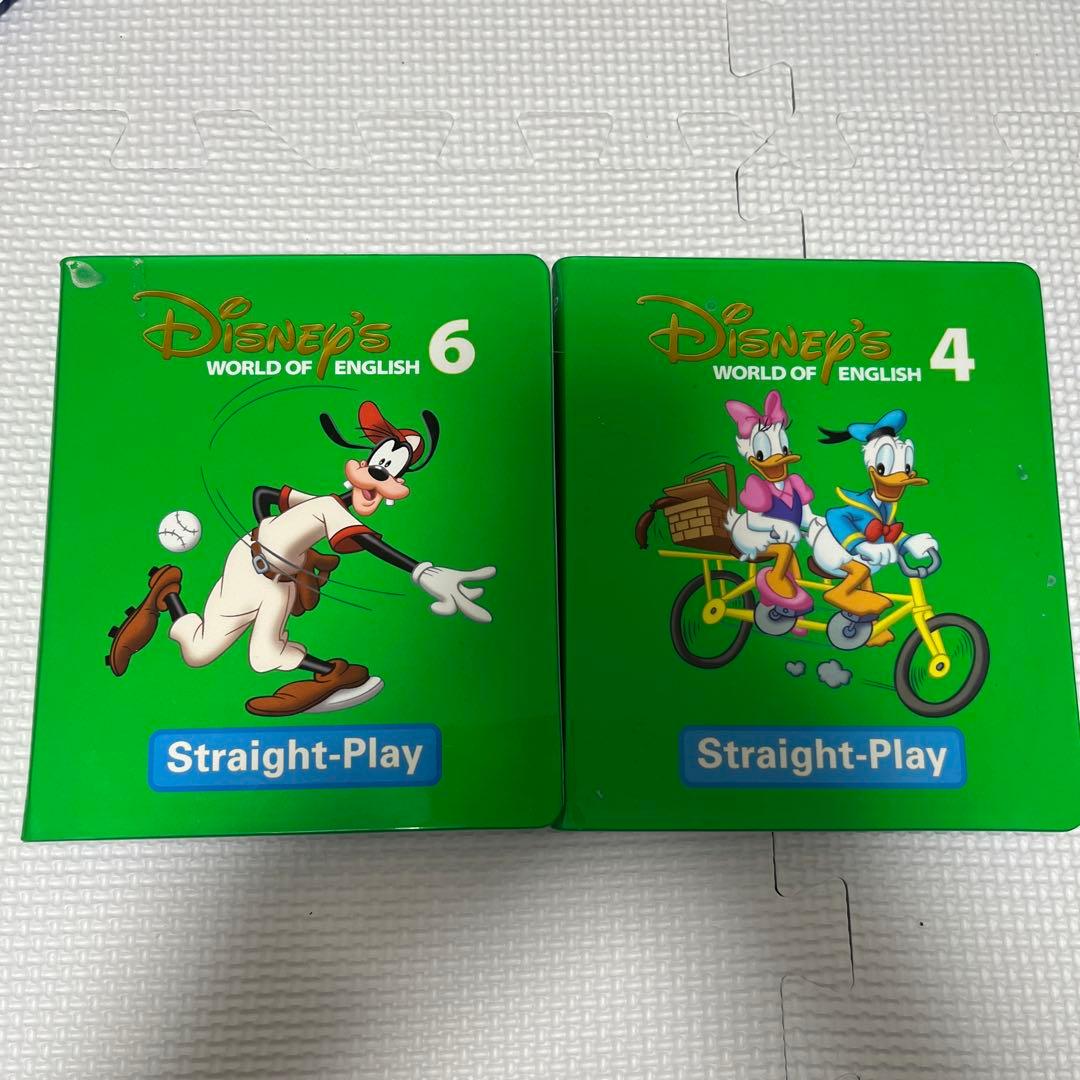 Disney's 6
WORLD OF ENGLISH
Straight-Play
Disney's 4
WORLD OF ENGLISH
Straight-Play